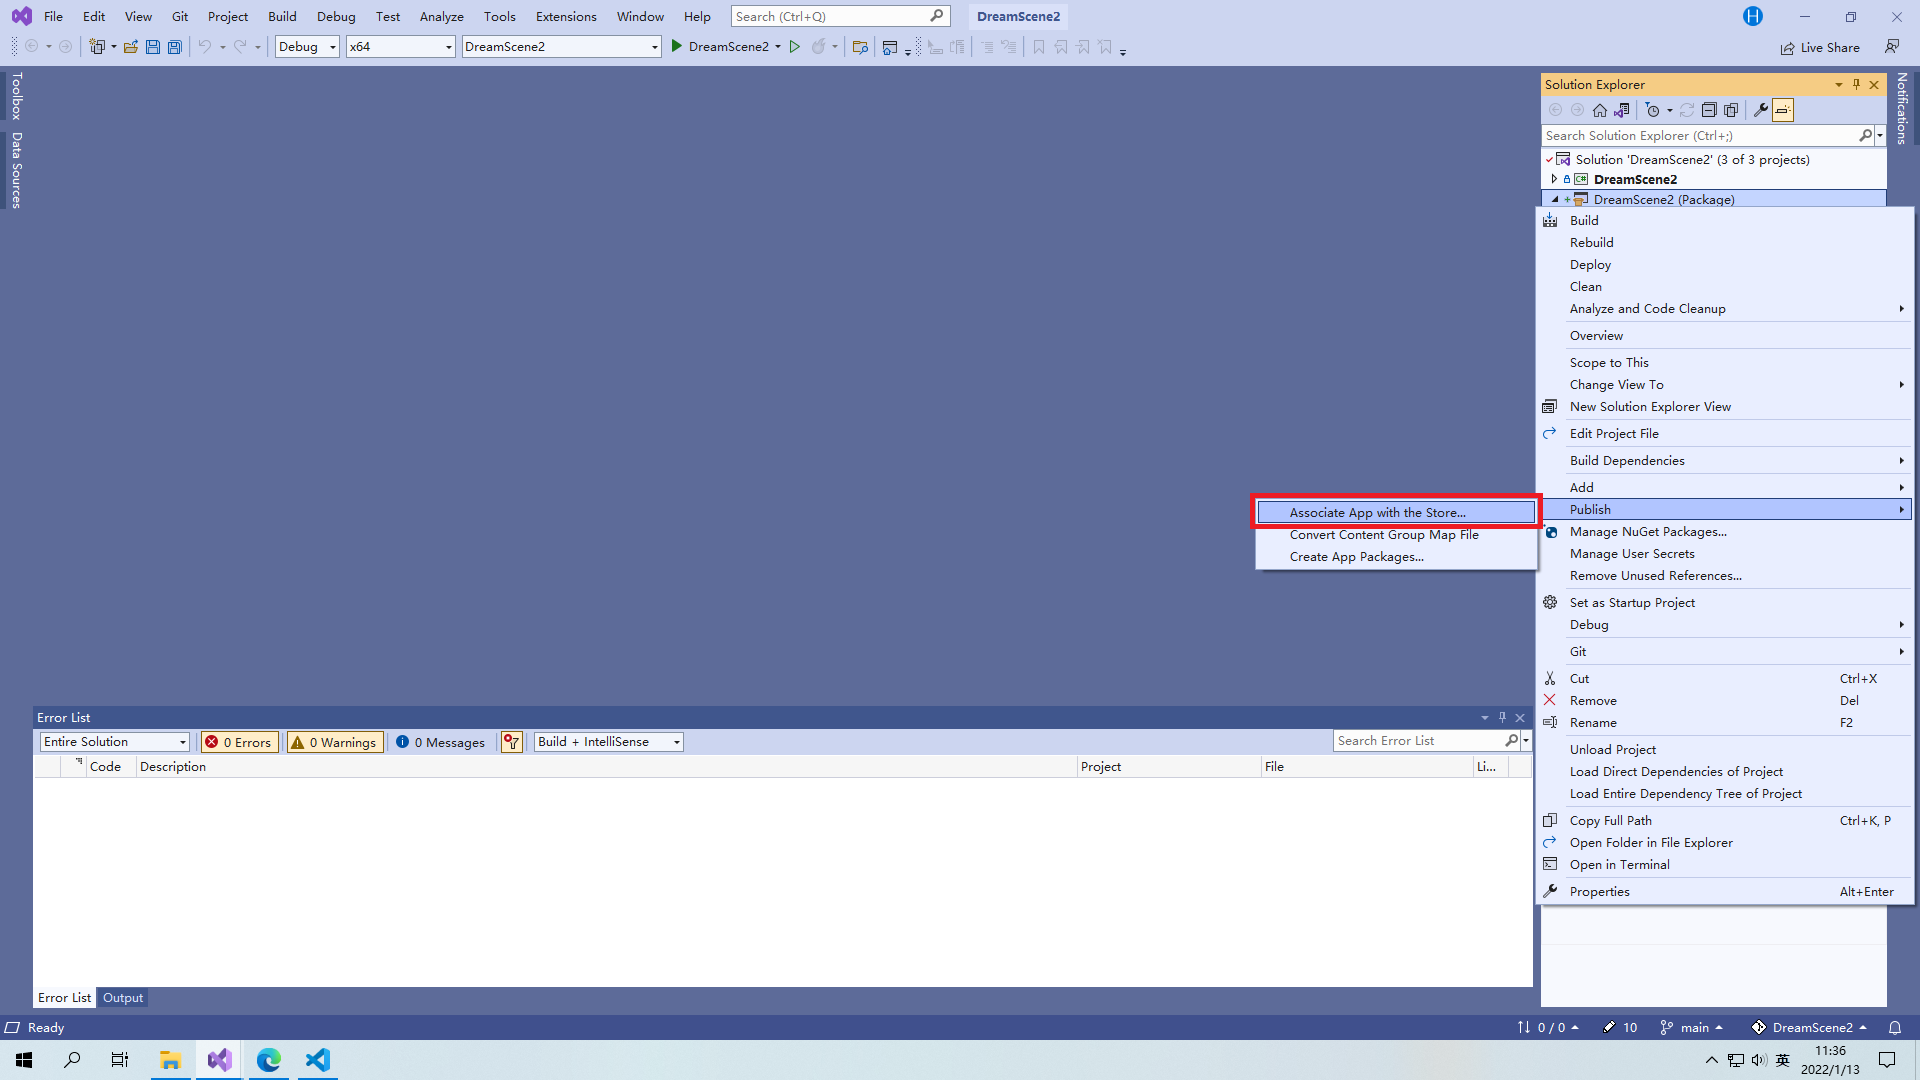 File Edit View Git Project Build Debug Test Analyze Tools Extensions Window Help Search (Ctrl+Q) DreamScene2 H
Debug x64 DreamScene2 DreamScene2 Live Share
Toolbox
Data Sources
Notifications
Solution Explorer
Search Solution Explorer (Ctrl+;)
Solution 'DreamScene2' (3 of 3 projects)
C# DreamScene2
DreamScene2 (Package)
Build
Rebuild
Deploy
Clean
Analyze and Code Cleanup
Overview
Scope to This
Change View To
New Solution Explorer View
Edit Project File
Build Dependencies
Add
Publish
Associate App with the Store...
Convert Content Group Map File
Create App Packages...
Manage NuGet Packages...
Manage User Secrets
Remove Unused References...
Set as Startup Project
Debug
Git
Cut Ctrl+X
Remove Del
Rename F2
Unload Project
Load Direct Dependencies of Project
Load Entire Dependency Tree of Project
Copy Full Path Ctrl+K, P
Open Folder in File Explorer
Open in Terminal
Properties Alt+Enter
Error List
Entire Solution 0 Errors 0 Warnings 0 Messages Build + IntelliSense Search Error List
Code Description Project File Li...
Error List Output
Ready 0 / 0 10 main DreamScene2
英 11:36
2022/1/13